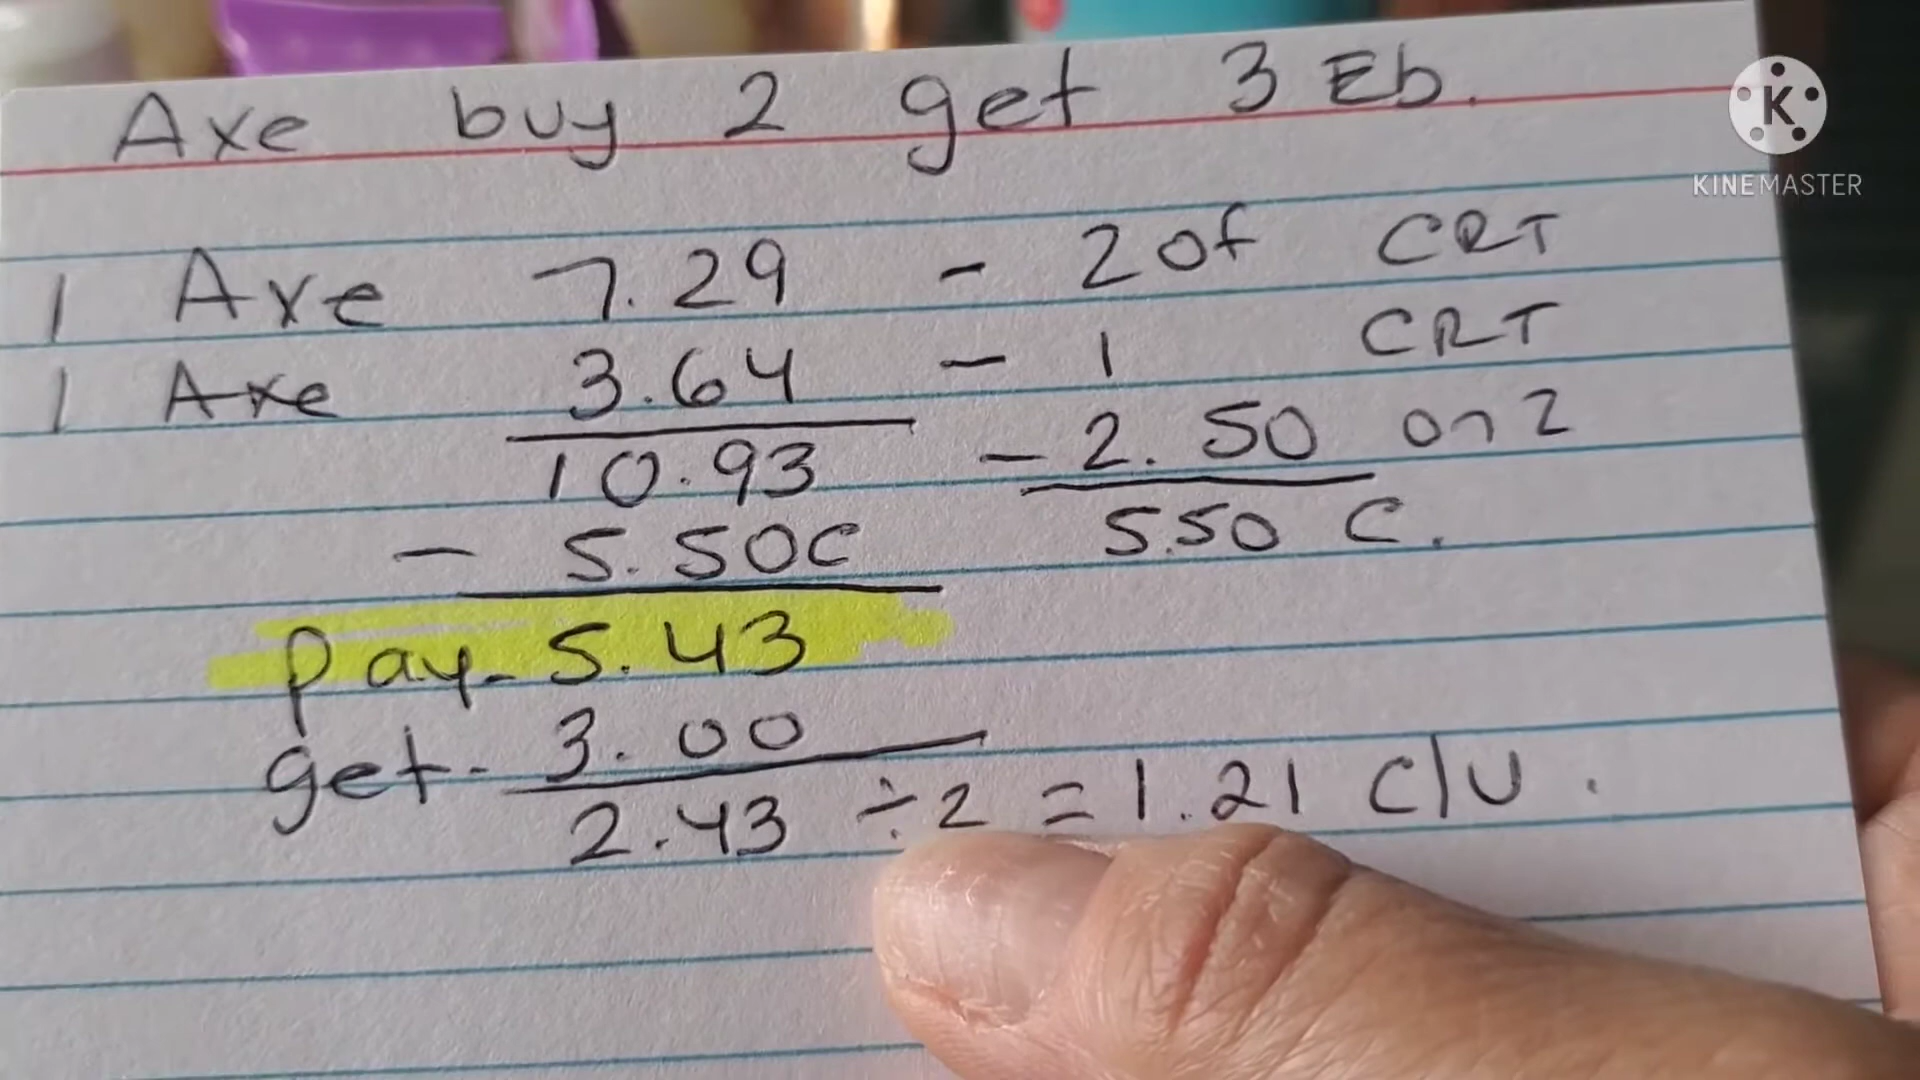 Axe buy 2 get 3 Eb.
1 Axe 7.29 - 2 of CRT
1 Axe 3.64 - 1 CRT
10.93 - 2.50 on 2
- 5.50C 5.50 C.
Pay - 5.43
get - 3.00
2.43 ÷ 2 = 1.21 c/u.
K
KINEMASTER